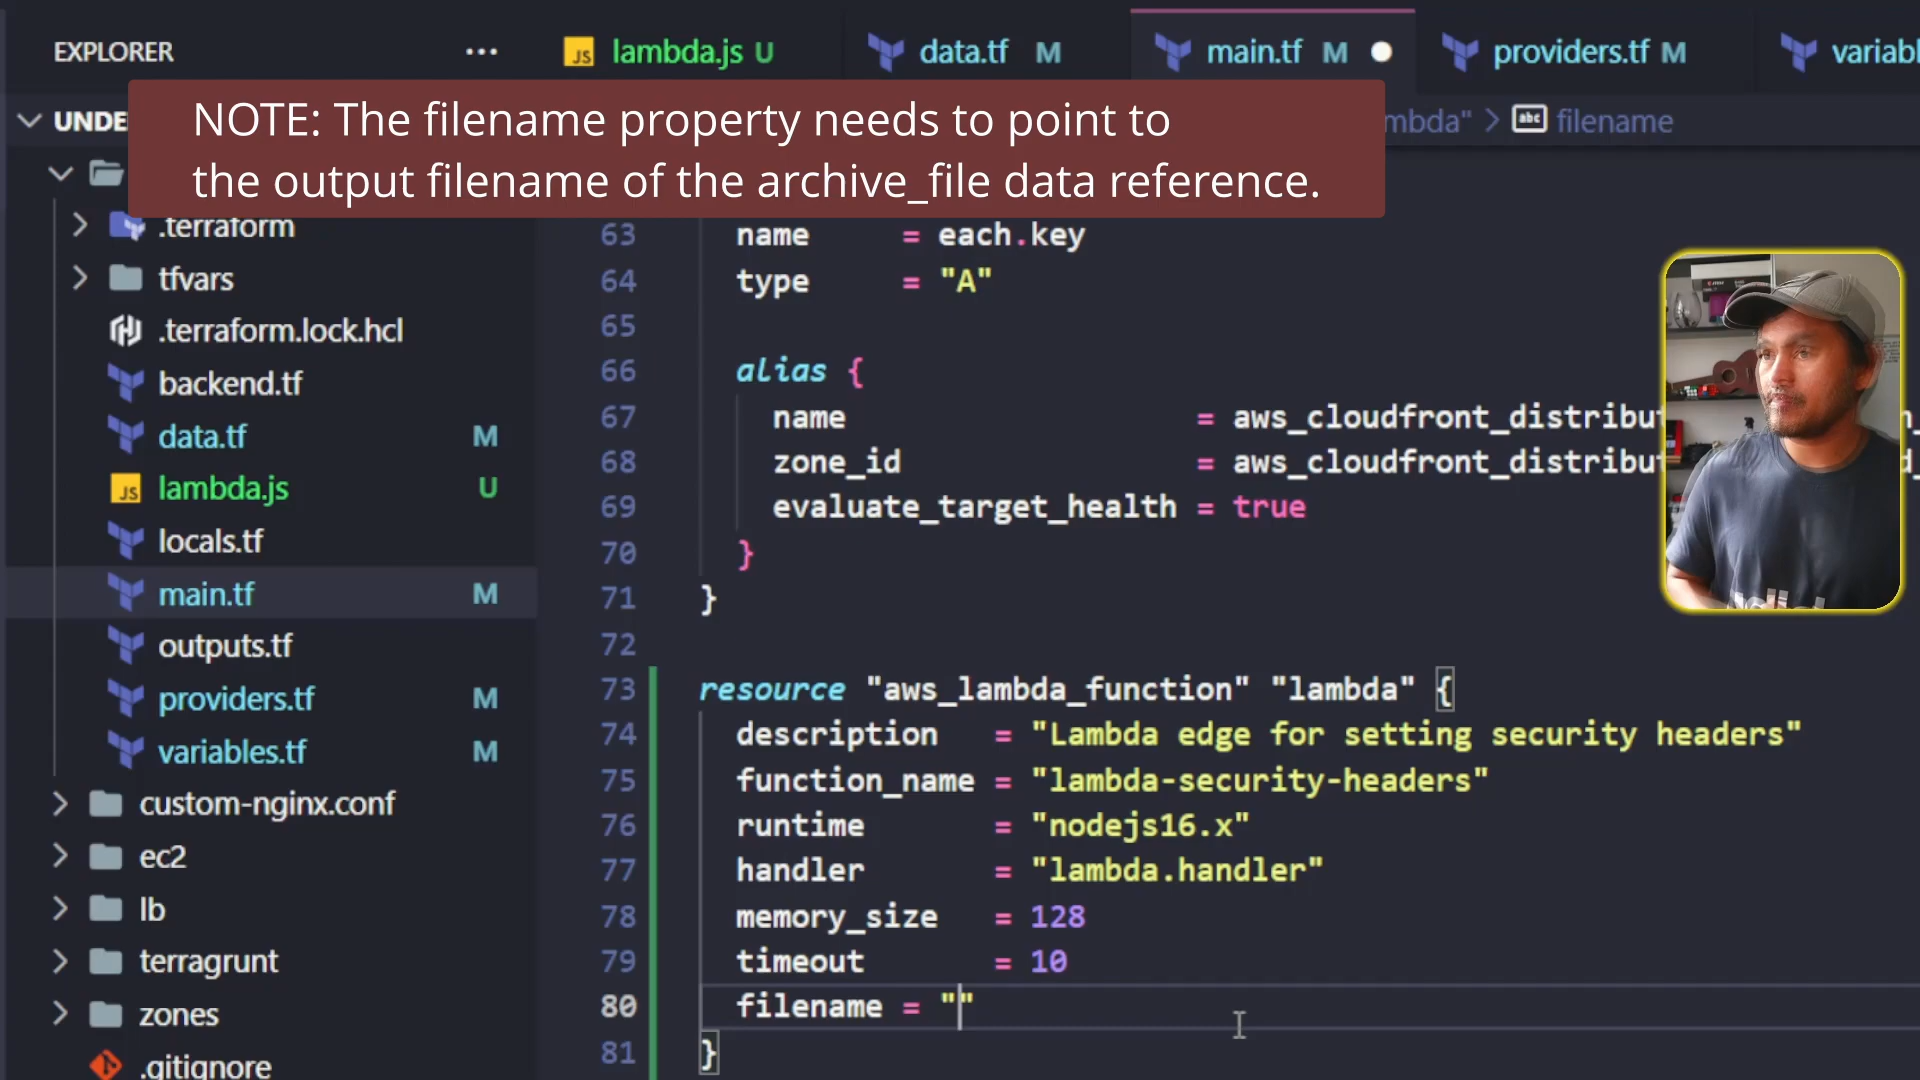 EXPLORER ...
JS lambda.js U
data.tf M
main.tf M
providers.tf M
variabl
NOTE: The filename property needs to point to
the output filename of the archive_file data reference.
UNDE
mbda" > abc filename
.terraform
tfvars
.terraform.lock.hcl
backend.tf
data.tf M
JS lambda.js U
locals.tf
main.tf M
outputs.tf
providers.tf M
variables.tf M
custom-nginx.conf
ec2
lb
terragrunt
zones
.gitignore
63 name = each.key
64 type = "A"
65
66 alias {
67 name = aws_cloudfront_distribut
68 zone_id = aws_cloudfront_distribut
69 evaluate_target_health = true
70 }
71 }
72
73 resource "aws_lambda_function" "lambda" {
74 description = "Lambda edge for setting security headers"
75 function_name = "lambda-security-headers"
76 runtime = "nodejs16.x"
77 handler = "lambda.handler"
78 memory_size = 128
79 timeout = 10
80 filename = ""
81 }